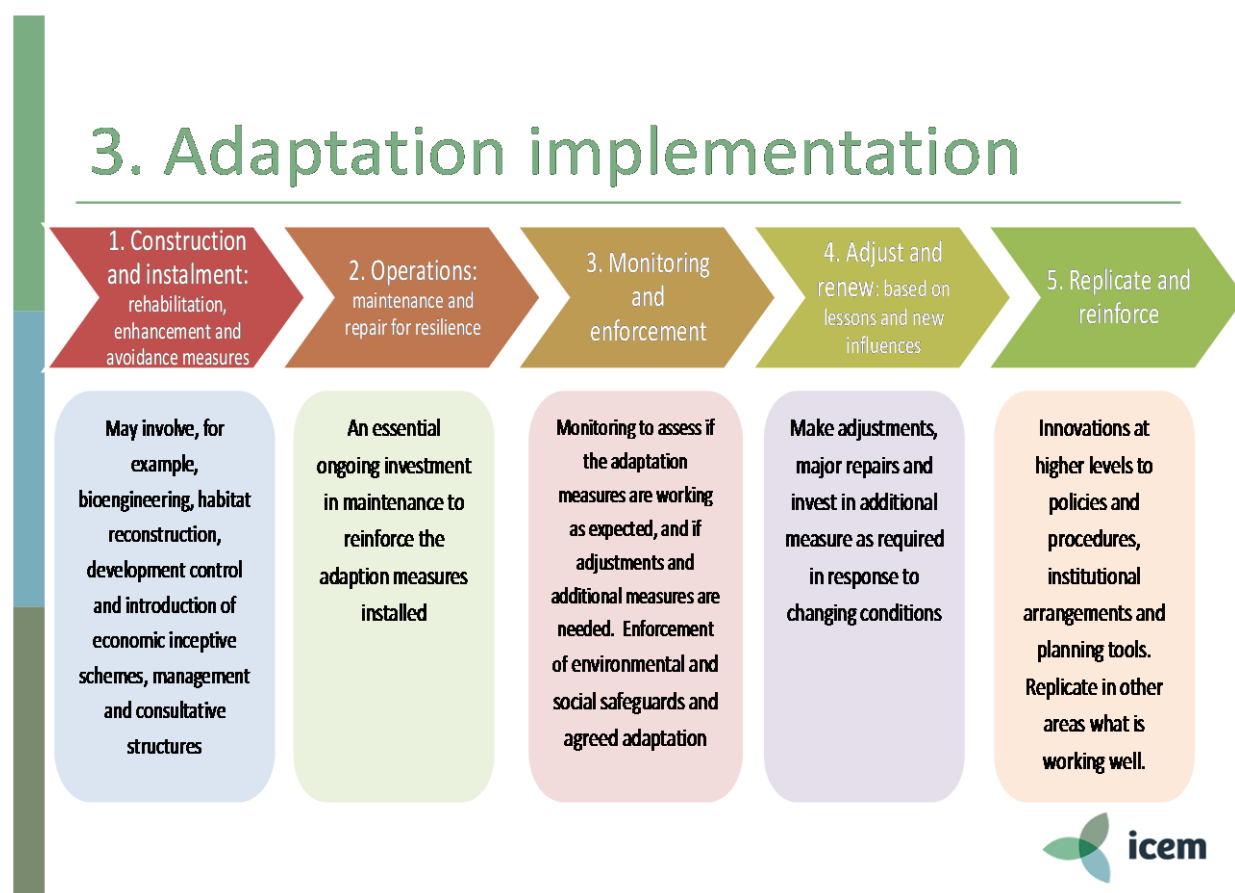 3. Adaptation implementation
1. Construction
and instalment:
rehabilitation,
enhancement and
avoidance measures
2. Operations:
maintenance and
repair for resilience
3. Monitoring
and
enforcement
4. Adjust and
renew: based on
lessons and new
influences
5. Replicate and
reinforce
May involve, for
example,
bioengineering, habitat
reconstruction,
development control
and introduction of
economic inceptive
schemes, management
and consultative
structures
An essential
ongoing investment
in maintenance to
reinforce the
adaption measures
installed
Monitoring to assess if
the adaptation
measures are working
as expected, and if
adjustments and
additional measures are
needed. Enforcement
of environmental and
social safeguards and
agreed adaptation
Make adjustments,
major repairs and
invest in additional
measure as required
in response to
changing conditions
Innovations at
higher levels to
policies and
procedures,
institutional
arrangements and
planning tools.
Replicate in other
areas what is
working well.
icem